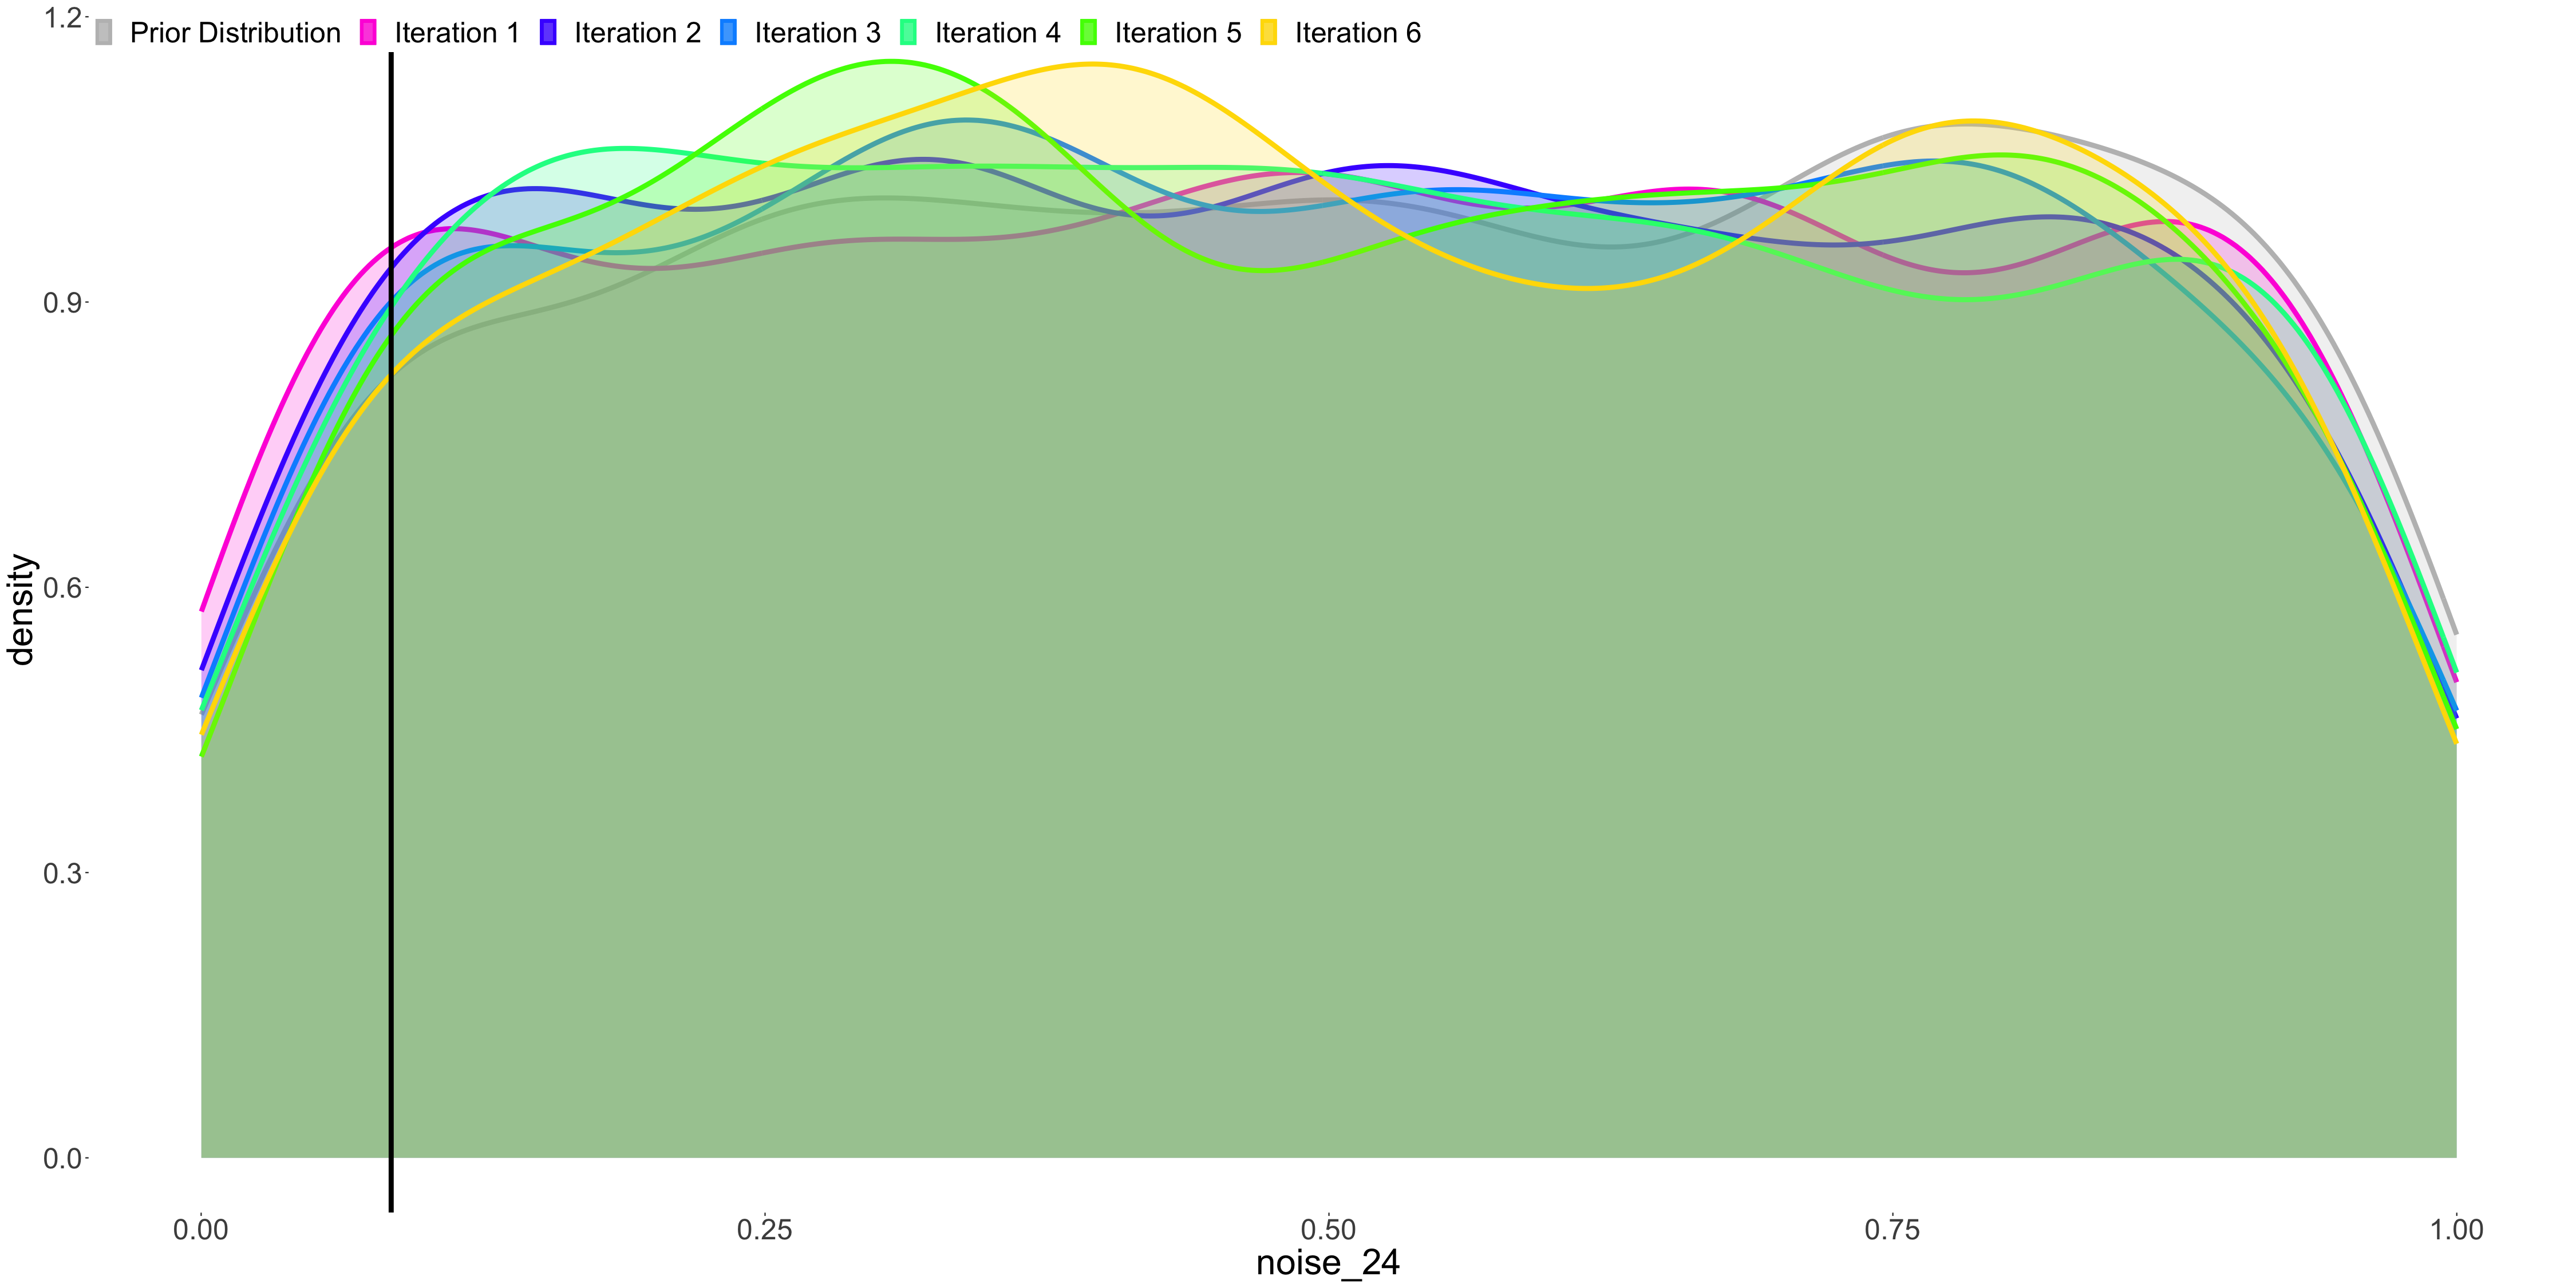 Prior Distribution Iteration 1 Iteration 2 Iteration 3 Iteration 4 Iteration 5 Iteration 6
1.2
0.9
0.6
0.3
0.0
density
0.00 0.25 0.50 0.75 1.00
noise_24